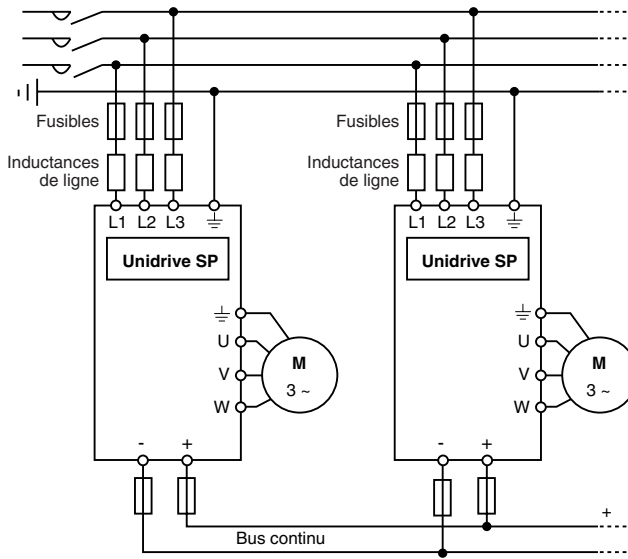 Fusibles
Fusibles
Inductances
de ligne
Inductances
de ligne
L1 L2 L3
L1 L2 L3
Unidrive SP
Unidrive SP
U
V
W
M
3 ~
U
V
W
M
3 ~
- +
- +
+
Bus continu